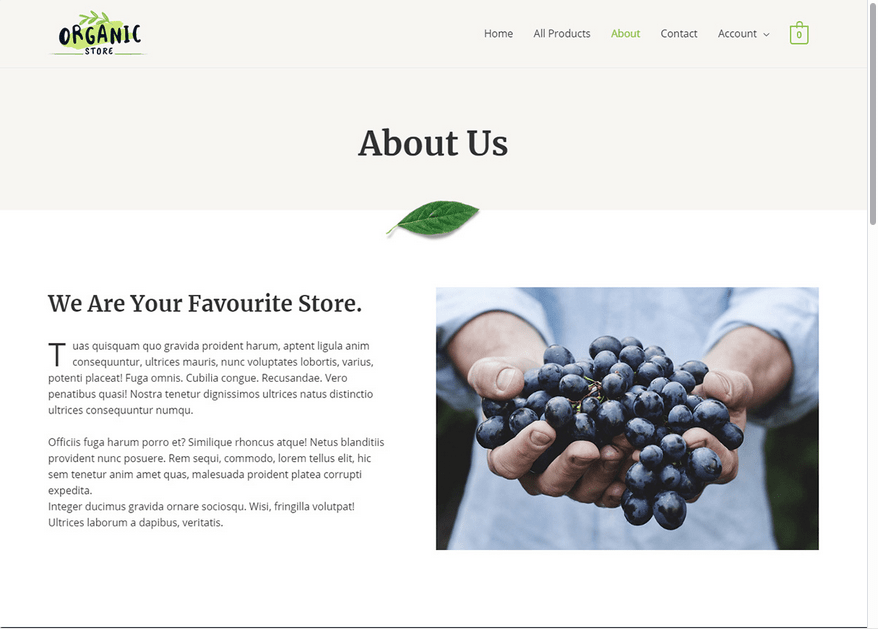 ORGANIC
STORE
Home All Products About Contact Account 0
About Us
We Are Your Favourite Store.
Tuas quisquam quo gravida proident harum, aptent ligula anim
consequuntur, ultrices mauris, nunc voluptates lobortis, varius,
potenti placeat! Fuga omnis. Cubilia congue. Recusandae. Vero
penatibus quasi! Nostra tenetur dignissimos ultrices natus distinctio
ultrices consequuntur numqu.
Officiis fuga harum porro et? Similique rhoncus atque! Netus blanditiis
provident nunc posuere. Rem sequi, commodo, lorem tellus elit, hic
sem tenetur anim amet quas, malesuada proident platea corrupti
expedita.
Integer ducimus gravida ornare sociosqu. Wisi, fringilla volutpat!
Ultrices laborum a dapibus, veritatis.